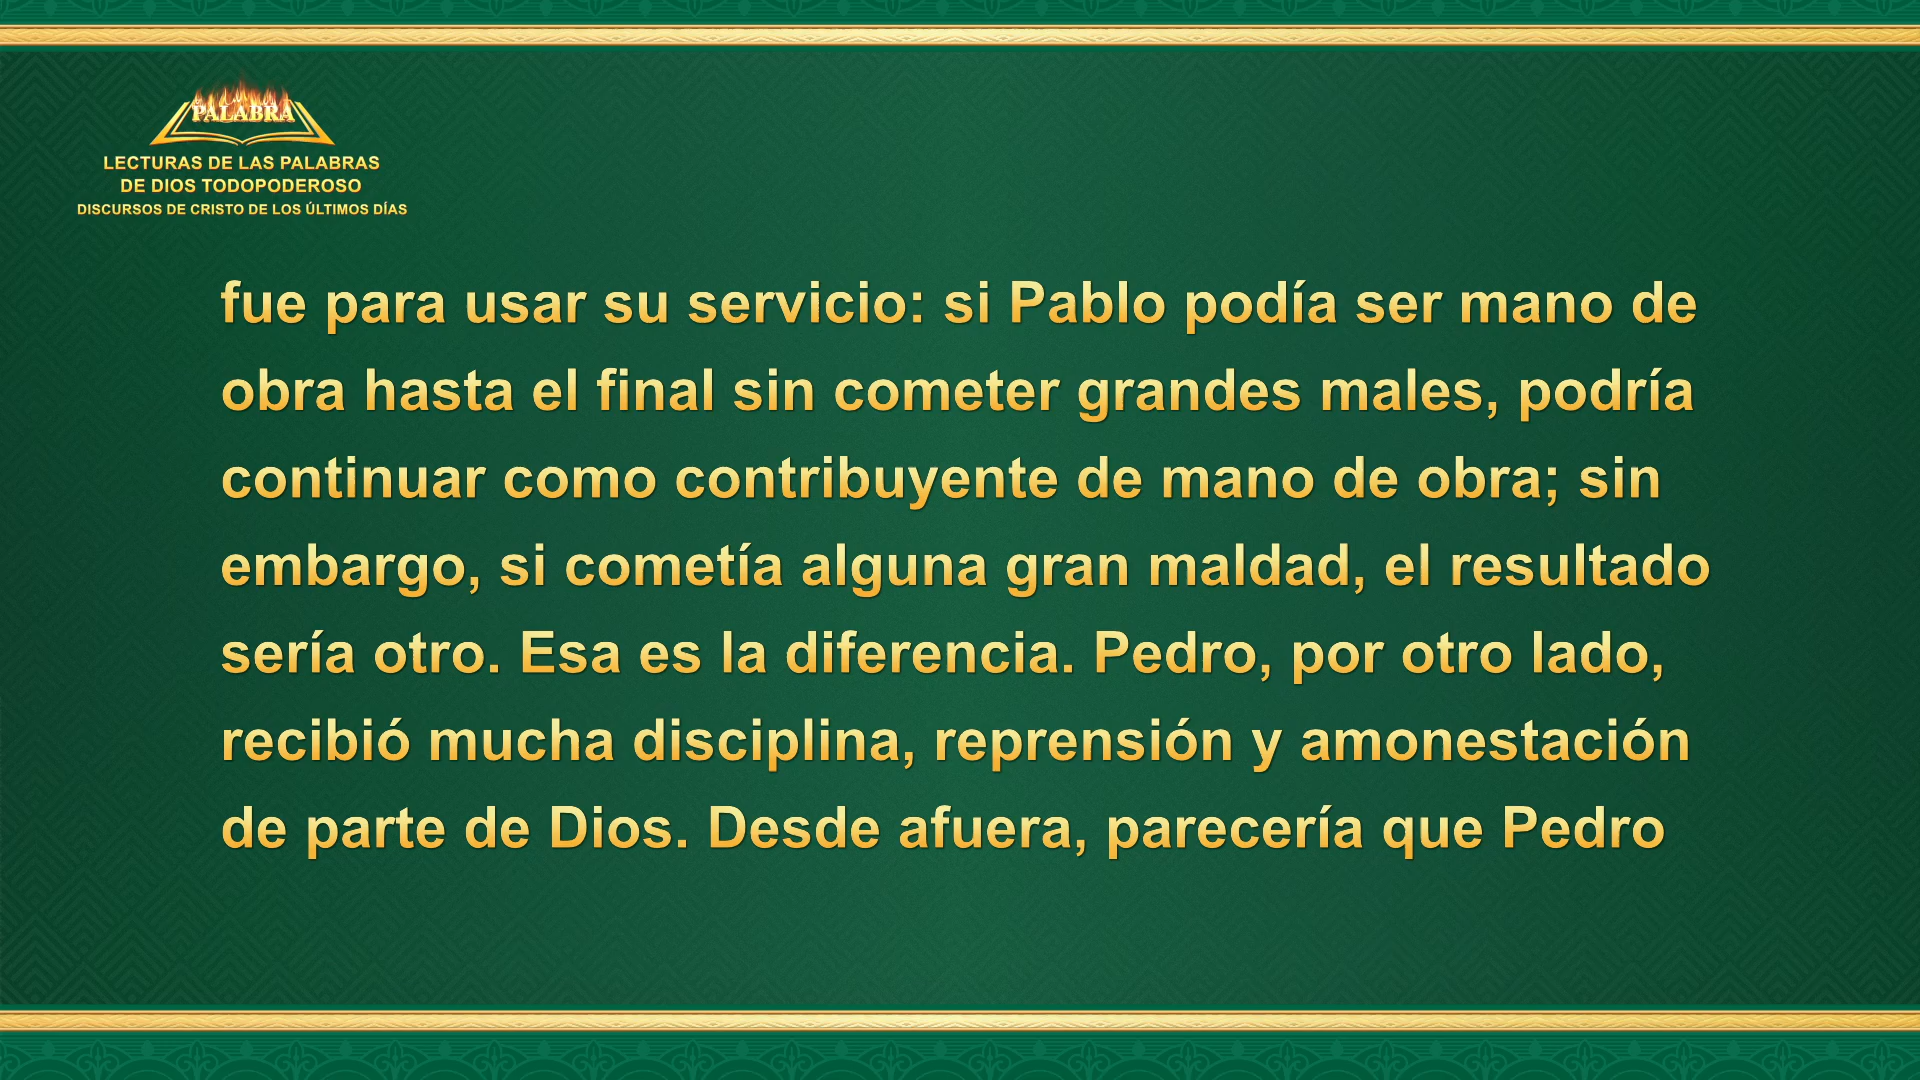 PALABRA
LECTURAS DE LAS PALABRAS
DE DIOS TODOPODEROSO
DISCURSOS DE CRISTO DE LOS ÚLTIMOS DÍAS
fue para usar su servicio: si Pablo podía ser mano de
obra hasta el final sin cometer grandes males, podría
continuar como contribuyente de mano de obra; sin
embargo, si cometía alguna gran maldad, el resultado
sería otro. Esa es la diferencia. Pedro, por otro lado,
recibió mucha disciplina, reprensión y amonestación
de parte de Dios. Desde afuera, parecería que Pedro